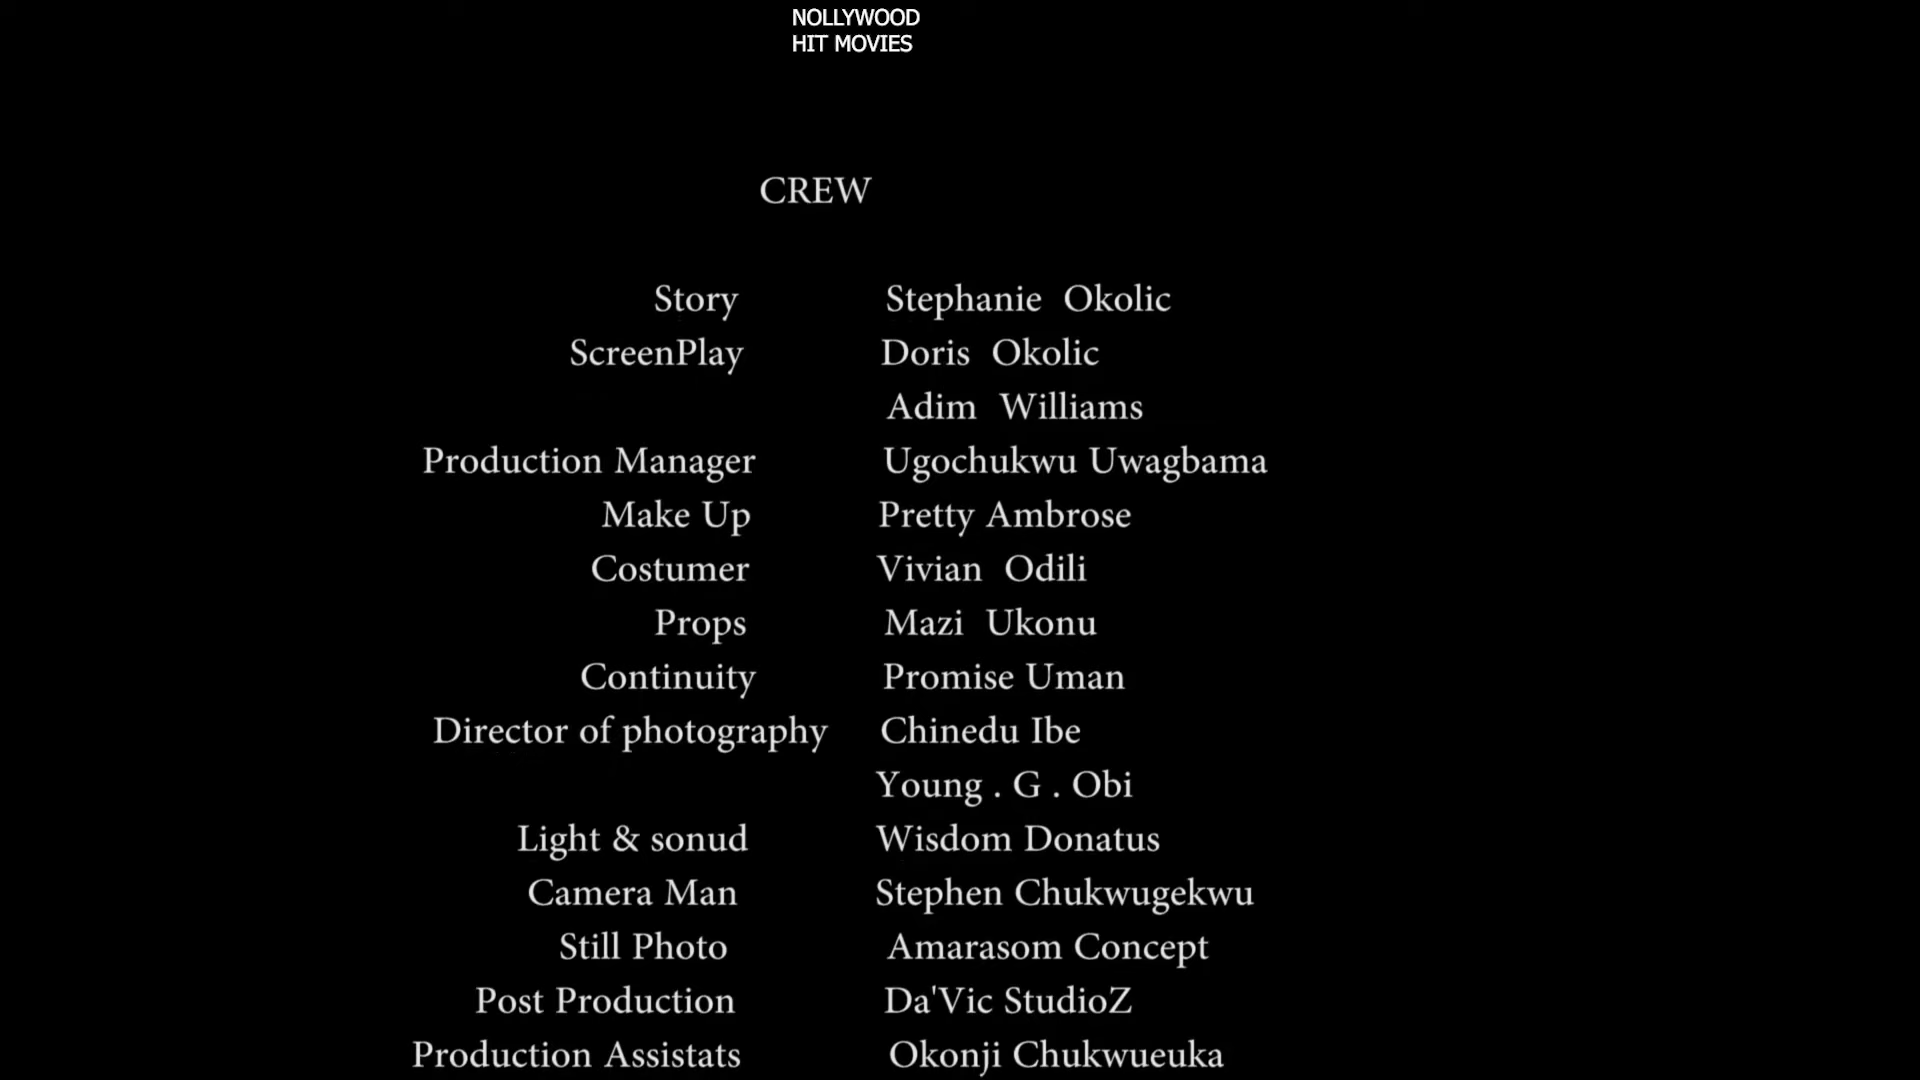 NOLLYWOOD
HIT MOVIES
CREW
Story Stephanie Okolic
ScreenPlay Doris Okolic
Adim Williams
Production Manager Ugochukwu Uwagbama
Make Up Pretty Ambrose
Costumer Vivian Odili
Props Mazi Ukonu
Continuity Promise Uman
Director of photography Chinedu Ibe
Young . G . Obi
Light & sonud Wisdom Donatus
Camera Man Stephen Chukwugekwu
Still Photo Amarasom Concept
Post Production Da'Vic StudioZ
Production Assistats Okonji Chukwueuka